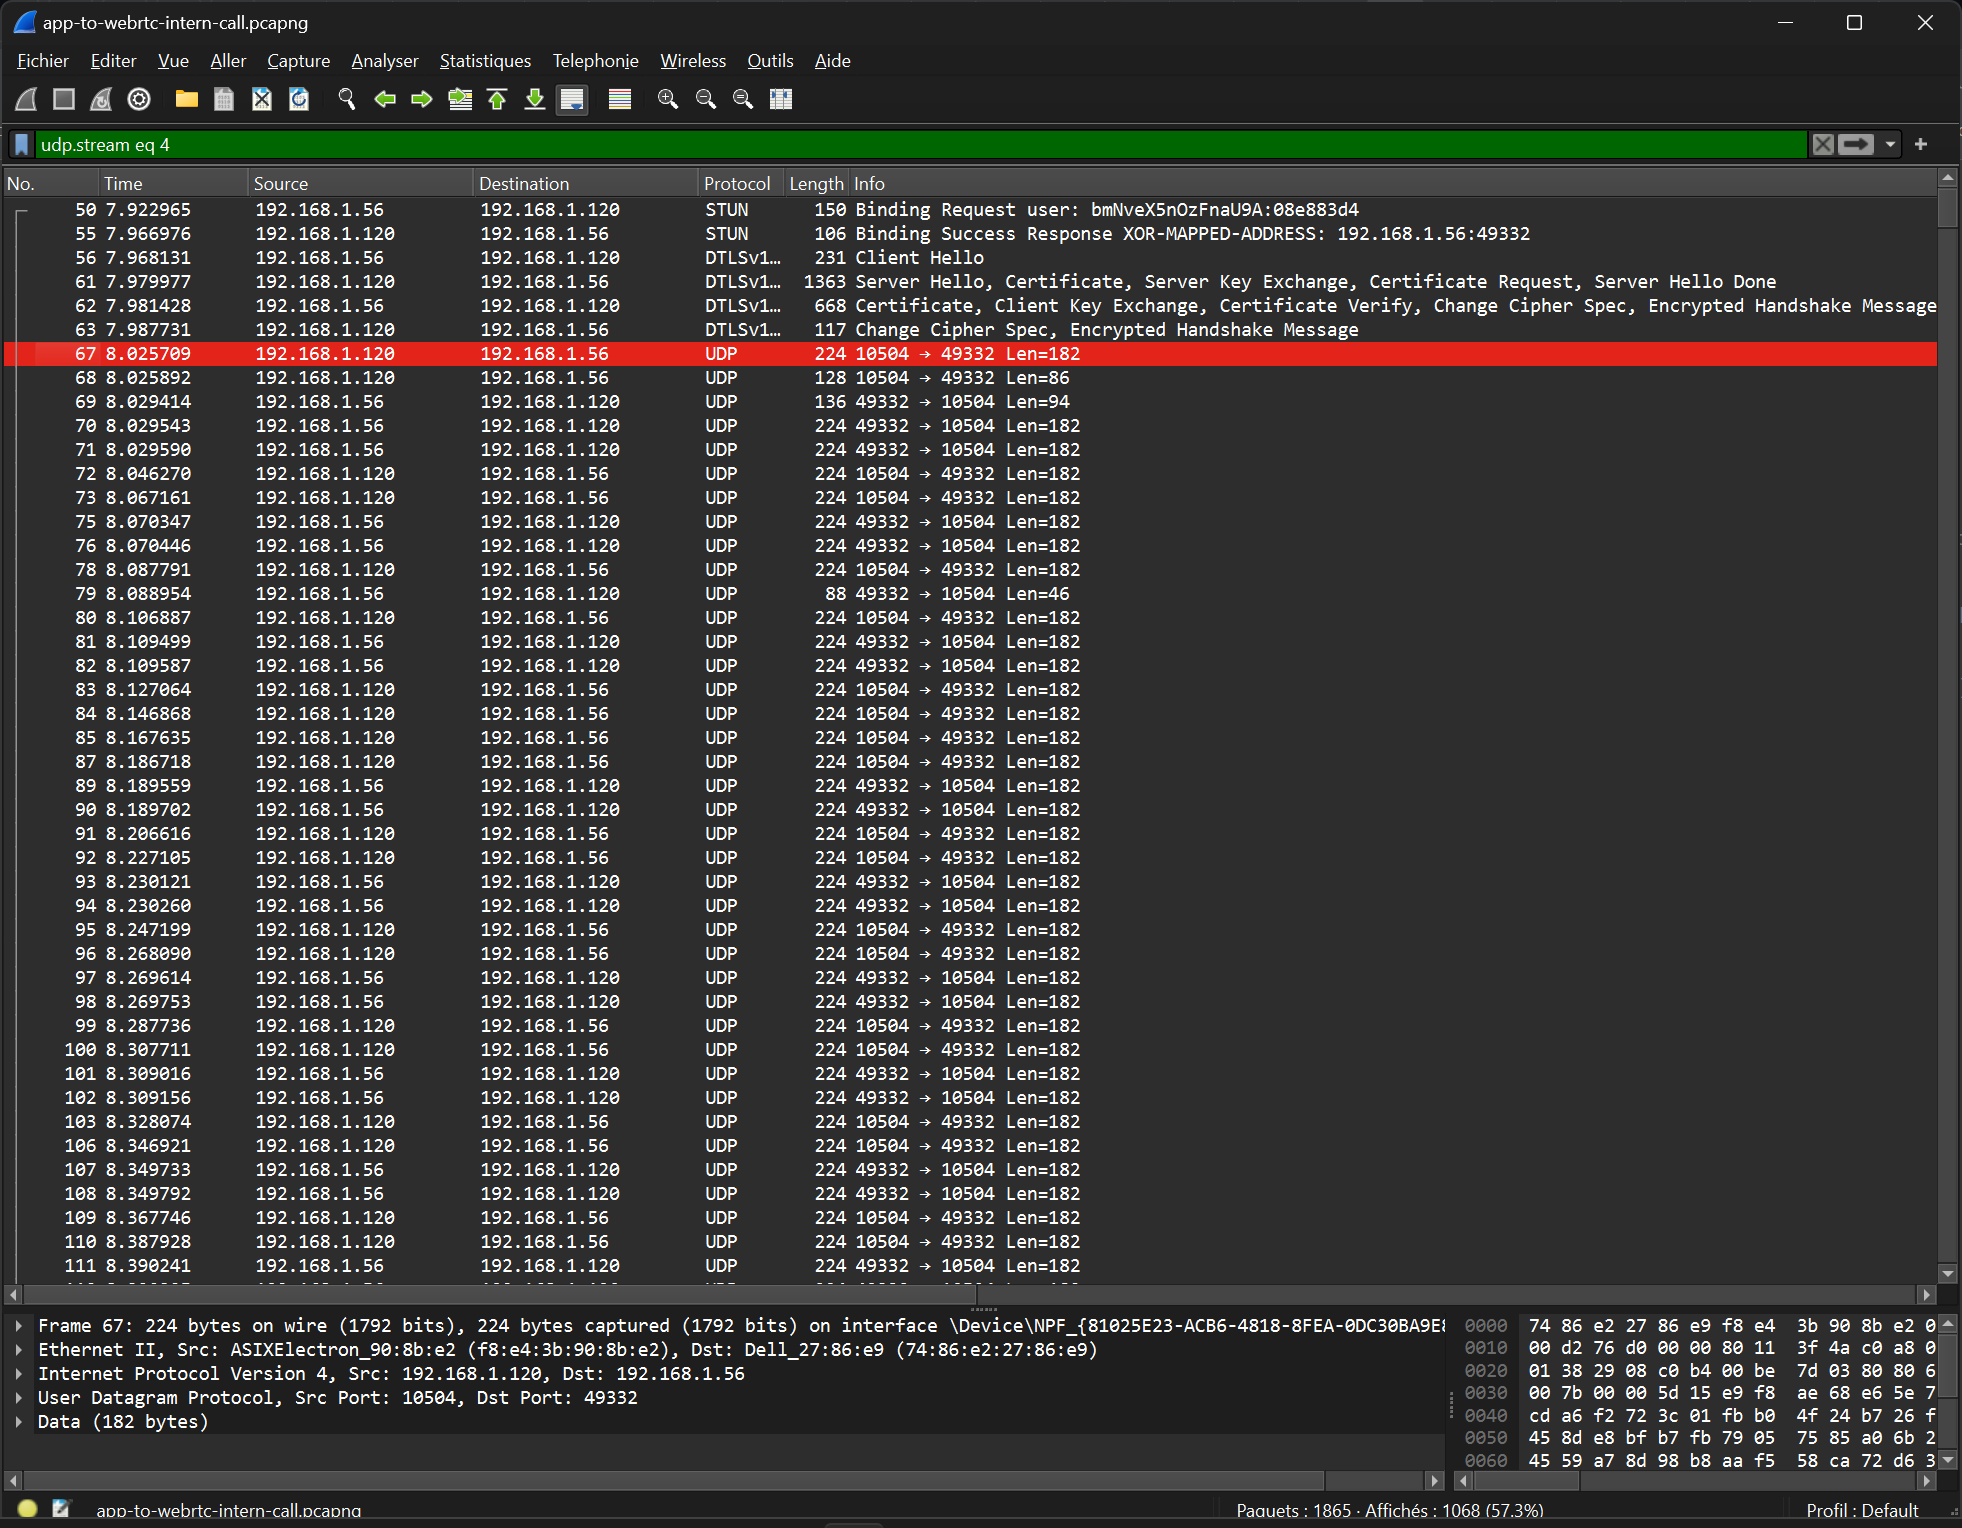 app-to-webrtc-intern-call.pcapng
Fichier Editer Vue Aller Capture Analyser Statistiques Telephonie Wireless Outils Aide
udp.stream eq 4
No. Time Source Destination Protocol Length Info
50 7.922965 192.168.1.56 192.168.1.120 STUN 150 Binding Request user: bmNveX5nOzFnaU9A:08e883d4
55 7.966976 192.168.1.120 192.168.1.56 STUN 106 Binding Success Response XOR-MAPPED-ADDRESS: 192.168.1.56:49332
56 7.968131 192.168.1.56 192.168.1.120 DTLSv1… 231 Client Hello
61 7.979977 192.168.1.120 192.168.1.56 DTLSv1… 1363 Server Hello, Certificate, Server Key Exchange, Certificate Request, Server Hello Done
62 7.981428 192.168.1.56 192.168.1.120 DTLSv1… 668 Certificate, Client Key Exchange, Certificate Verify, Change Cipher Spec, Encrypted Handshake Message
63 7.987731 192.168.1.120 192.168.1.56 DTLSv1… 117 Change Cipher Spec, Encrypted Handshake Message
67 8.025709 192.168.1.120 192.168.1.56 UDP 224 10504 → 49332 Len=182
68 8.025892 192.168.1.120 192.168.1.56 UDP 128 10504 → 49332 Len=86
69 8.029414 192.168.1.56 192.168.1.120 UDP 136 49332 → 10504 Len=94
70 8.029543 192.168.1.56 192.168.1.120 UDP 224 49332 → 10504 Len=182
71 8.029590 192.168.1.56 192.168.1.120 UDP 224 49332 → 10504 Len=182
72 8.046270 192.168.1.120 192.168.1.56 UDP 224 10504 → 49332 Len=182
73 8.067161 192.168.1.120 192.168.1.56 UDP 224 10504 → 49332 Len=182
75 8.070347 192.168.1.56 192.168.1.120 UDP 224 49332 → 10504 Len=182
76 8.070446 192.168.1.56 192.168.1.120 UDP 224 49332 → 10504 Len=182
78 8.087791 192.168.1.120 192.168.1.56 UDP 224 10504 → 49332 Len=182
79 8.088954 192.168.1.56 192.168.1.120 UDP 88 49332 → 10504 Len=46
80 8.106887 192.168.1.120 192.168.1.56 UDP 224 10504 → 49332 Len=182
81 8.109499 192.168.1.56 192.168.1.120 UDP 224 49332 → 10504 Len=182
82 8.109587 192.168.1.56 192.168.1.120 UDP 224 49332 → 10504 Len=182
83 8.127064 192.168.1.120 192.168.1.56 UDP 224 10504 → 49332 Len=182
84 8.146868 192.168.1.120 192.168.1.56 UDP 224 10504 → 49332 Len=182
85 8.167635 192.168.1.120 192.168.1.56 UDP 224 10504 → 49332 Len=182
87 8.186718 192.168.1.120 192.168.1.56 UDP 224 10504 → 49332 Len=182
89 8.189559 192.168.1.56 192.168.1.120 UDP 224 49332 → 10504 Len=182
90 8.189702 192.168.1.56 192.168.1.120 UDP 224 49332 → 10504 Len=182
91 8.206616 192.168.1.120 192.168.1.56 UDP 224 10504 → 49332 Len=182
92 8.227105 192.168.1.120 192.168.1.56 UDP 224 10504 → 49332 Len=182
93 8.230121 192.168.1.56 192.168.1.120 UDP 224 49332 → 10504 Len=182
94 8.230260 192.168.1.56 192.168.1.120 UDP 224 49332 → 10504 Len=182
95 8.247199 192.168.1.120 192.168.1.56 UDP 224 10504 → 49332 Len=182
96 8.268090 192.168.1.120 192.168.1.56 UDP 224 10504 → 49332 Len=182
97 8.269614 192.168.1.56 192.168.1.120 UDP 224 49332 → 10504 Len=182
98 8.269753 192.168.1.56 192.168.1.120 UDP 224 49332 → 10504 Len=182
99 8.287736 192.168.1.120 192.168.1.56 UDP 224 10504 → 49332 Len=182
100 8.307711 192.168.1.120 192.168.1.56 UDP 224 10504 → 49332 Len=182
101 8.309016 192.168.1.56 192.168.1.120 UDP 224 49332 → 10504 Len=182
102 8.309156 192.168.1.56 192.168.1.120 UDP 224 49332 → 10504 Len=182
103 8.328074 192.168.1.120 192.168.1.56 UDP 224 10504 → 49332 Len=182
106 8.346921 192.168.1.120 192.168.1.56 UDP 224 10504 → 49332 Len=182
107 8.349733 192.168.1.56 192.168.1.120 UDP 224 49332 → 10504 Len=182
108 8.349792 192.168.1.56 192.168.1.120 UDP 224 49332 → 10504 Len=182
109 8.367746 192.168.1.120 192.168.1.56 UDP 224 10504 → 49332 Len=182
110 8.387928 192.168.1.120 192.168.1.56 UDP 224 10504 → 49332 Len=182
111 8.390241 192.168.1.56 192.168.1.120 UDP 224 49332 → 10504 Len=182
Frame 67: 224 bytes on wire (1792 bits), 224 bytes captured (1792 bits) on interface \Device\NPF_{81025E23-ACB6-4818-8FEA-0DC30BA9E8
Ethernet II, Src: ASIXElectron_90:8b:e2 (f8:e4:3b:90:8b:e2), Dst: Dell_27:86:e9 (74:86:e2:27:86:e9)
Internet Protocol Version 4, Src: 192.168.1.120, Dst: 192.168.1.56
User Datagram Protocol, Src Port: 10504, Dst Port: 49332
Data (182 bytes)
0000 74 86 e2 27 86 e9 f8 e4 3b 90 8b e2 0
0010 00 d2 76 d0 00 00 80 11 3f 4a c0 a8 0
0020 01 38 29 08 c0 b4 00 be 7d 03 80 80 6
0030 00 7b 00 00 5d 15 e9 f8 ae 68 e6 5e 7
0040 cd a6 f2 72 3c 01 fb b0 4f 24 b7 26 f
0050 45 8d e8 bf b7 fb 79 05 75 85 a0 6b 2
0060 45 59 a7 8d 98 b8 aa f5 58 ca 72 d6 3
app-to-webrtc-intern-call.pcapng
Paquets : 1865 · Affichés : 1068 (57.3%)
Profil : Default